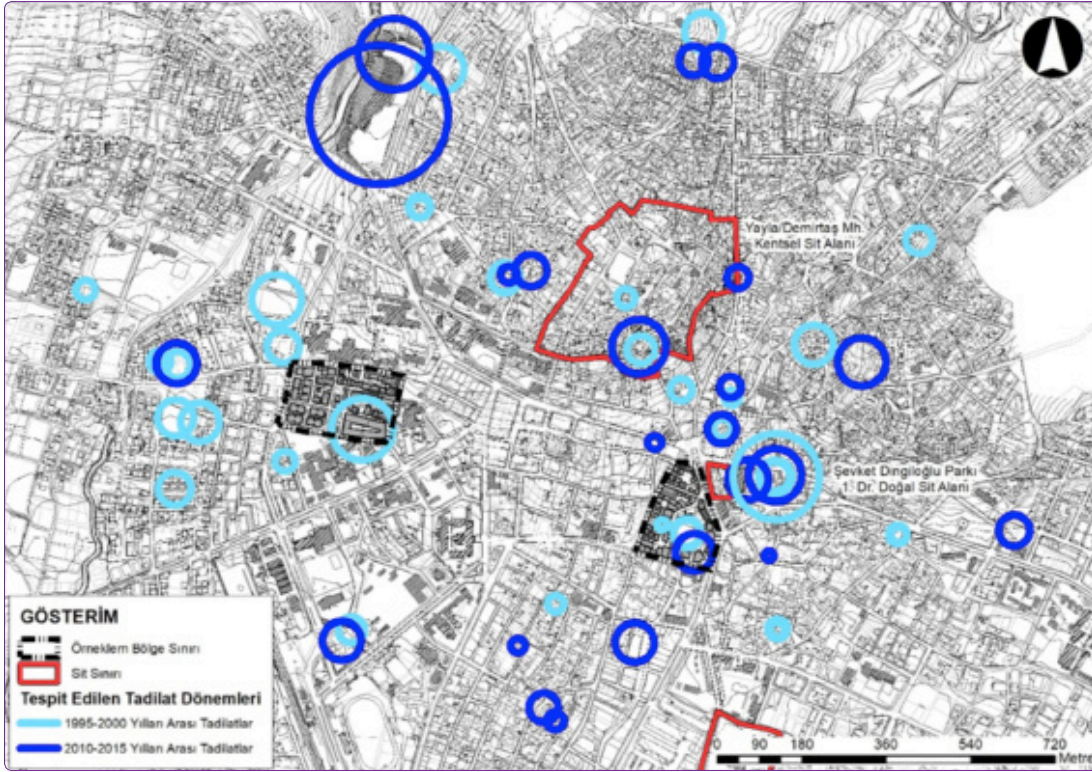 Yayla/Demirtaş Mh.
Kentsel Sit Alanı
Şevket Dingiloğlu Parkı
1. Dr. Doğal Sit Alanı
GÖSTERİM
Örneklem Bölge Sınırı
Sit Sınırı
Tespit Edilen Tadilat Dönemleri
1995-2000 Yılları Arası Tadilatlar
2010-2015 Yılları Arası Tadilatlar
0 90 180 360 540 720
Metre